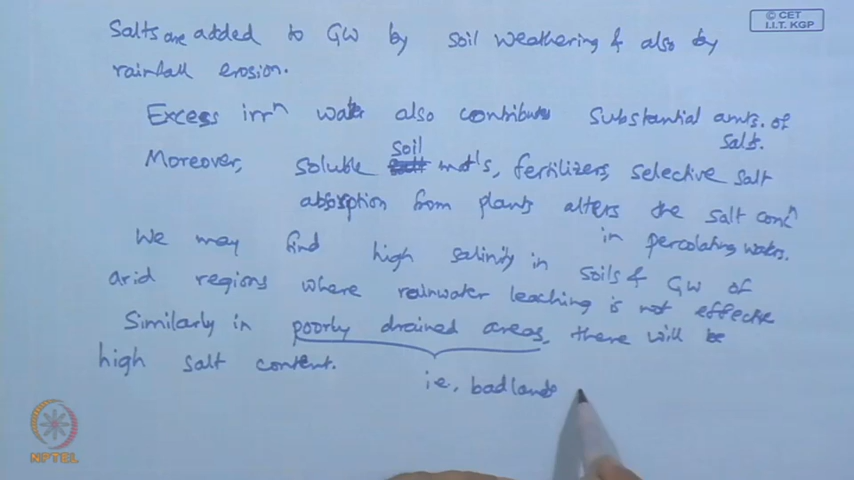 © CET
I.I.T. KGP
Salts are added to GW by soil weathering & also by
rainfall erosion.
Excess irrⁿ water also contributes substantial amts. of
salts.
Moreover, soluble soil matls, fertilizers, selective salt
absorption from plants alters the salt concⁿ
in percolating waters.
We may find high salinity in soils & GW of
arid regions where rainwater leaching is not effective
Similarly in poorly drained areas, there will be
high salt content.
i.e., badlands
NPTEL